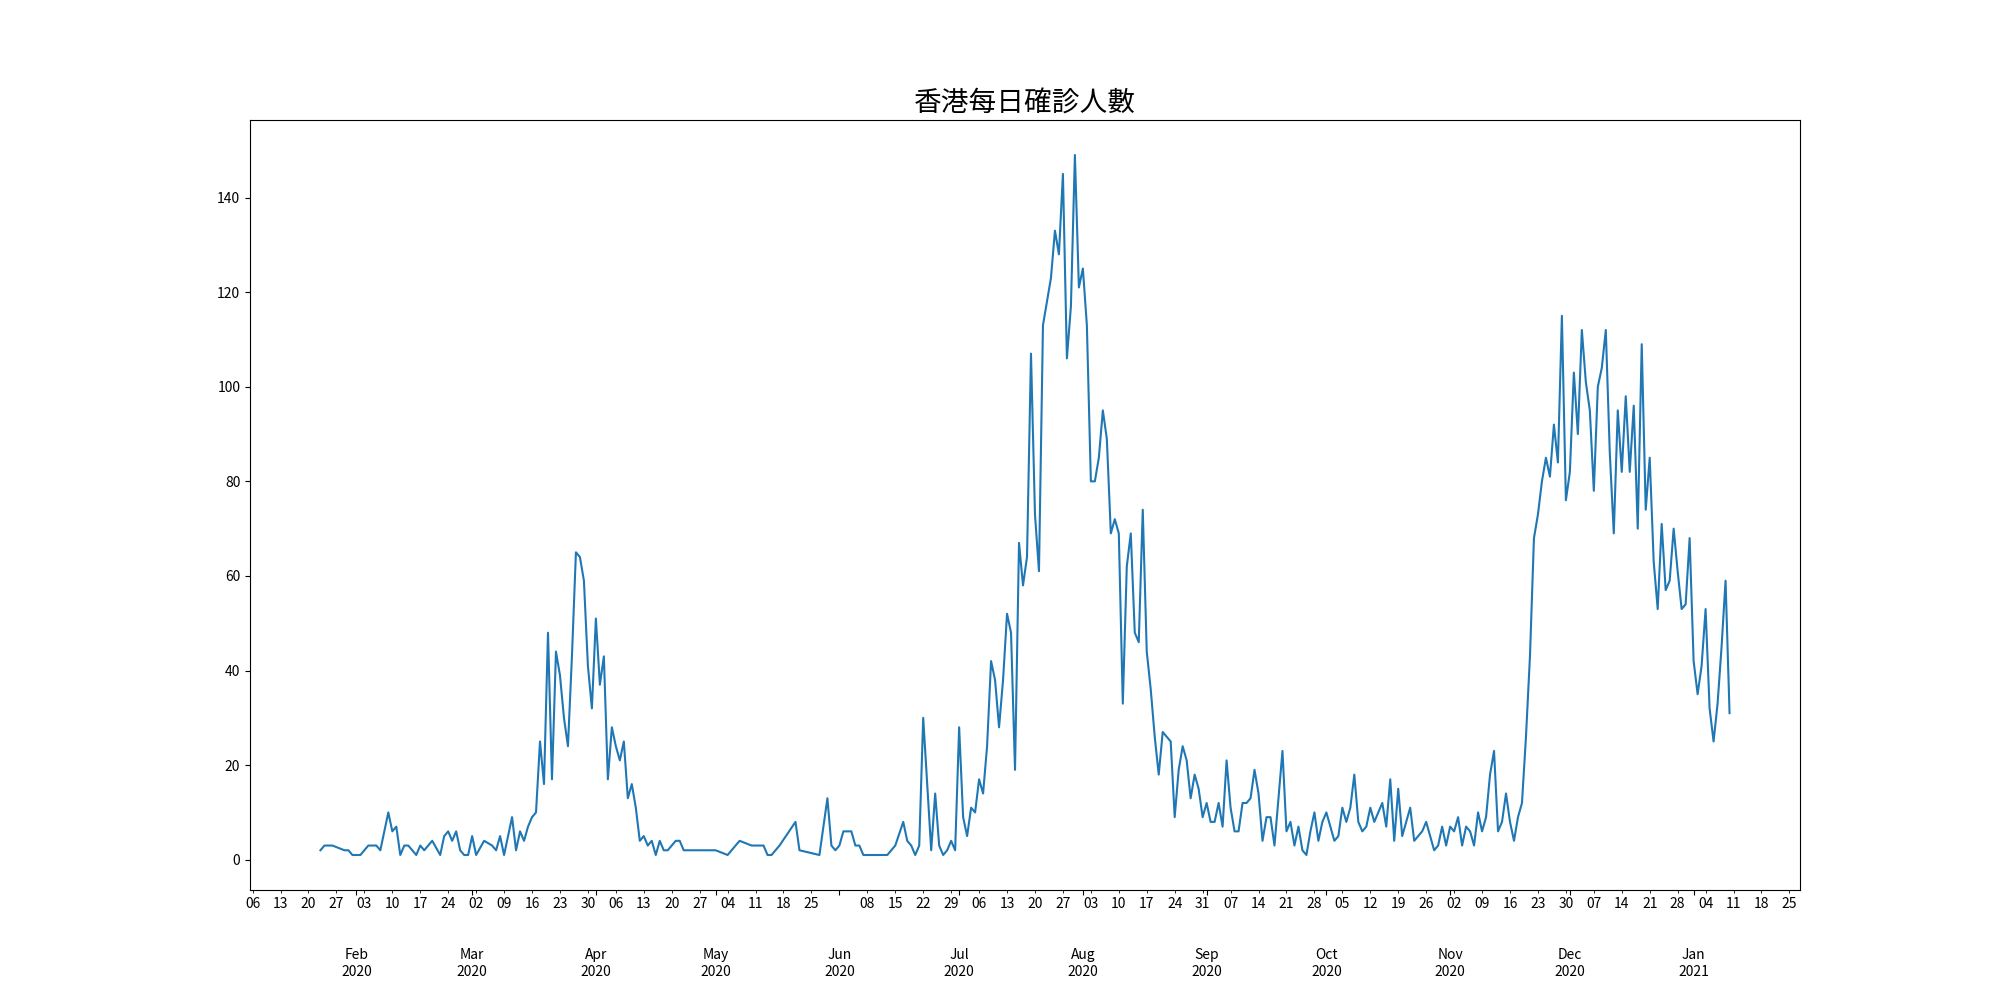 香港每日確診人數
140
120
100
80
60
40
20
0
06 13 20 27 03 10 17 24 02 09 16 23 30 06 13 20 27 04 11 18 25 08 15 22 29 06 13 20 27 03 10 17 24 31 07 14 21 28 05 12 19 26 02 09 16 23 30 07 14 21 28 04 11 18 25
Feb Mar Apr May Jun Jul Aug Sep Oct Nov Dec Jan
2020 2020 2020 2020 2020 2020 2020 2020 2020 2020 2020 2021